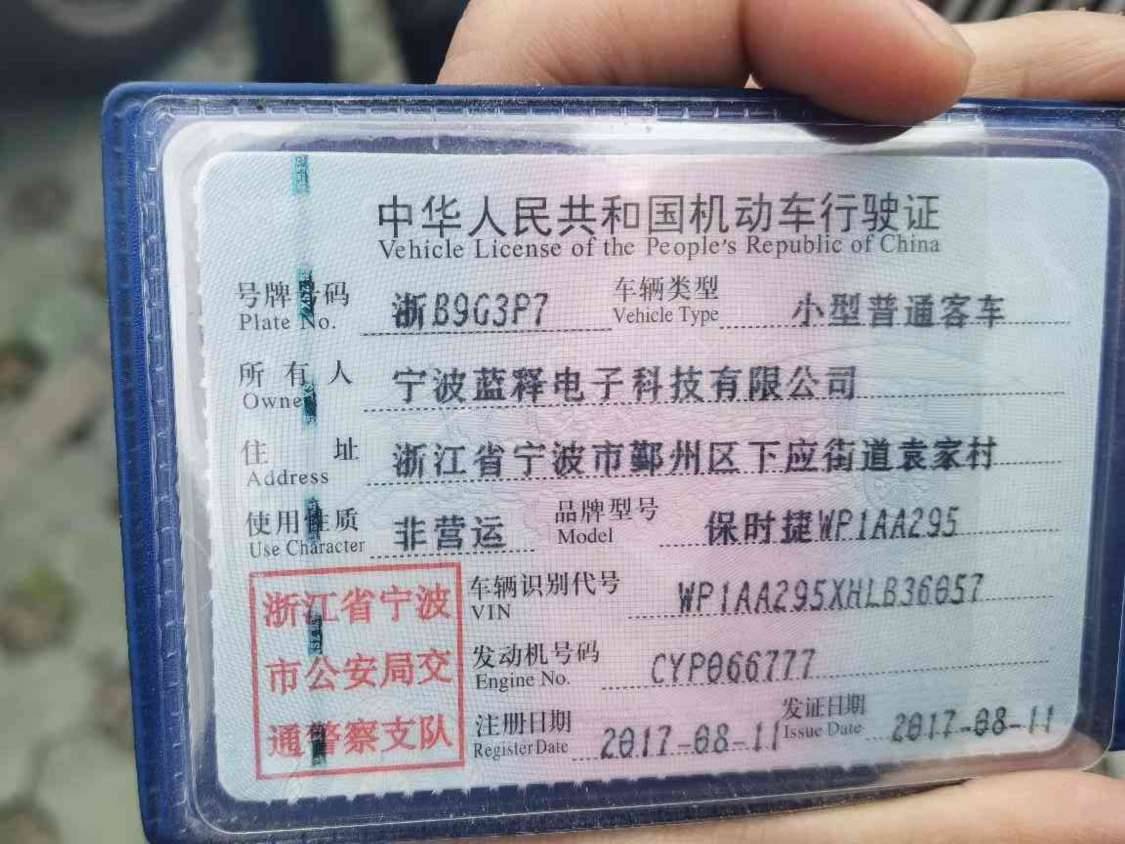 中华人民共和国机动车行驶证
Vehicle License of the People's Republic of China
号牌号码 浙B9G3P7 车辆类型 小型普通客车
Plate No. Vehicle Type
所有人 宁波蓝释电子科技有限公司
Owner
住址 浙江省宁波市鄞州区下应街道袁家村
Address
使用性质 非营运 品牌型号 保时捷WP1AA295
Use Character Model
浙江省宁波
市公安局交
通警察支队
车辆识别代号 WP1AA295XHLB36057
VIN
发动机号码 CYP066777
Engine No.
注册日期 2017-08-11 发证日期 2017-08-11
Register Date Issue Date